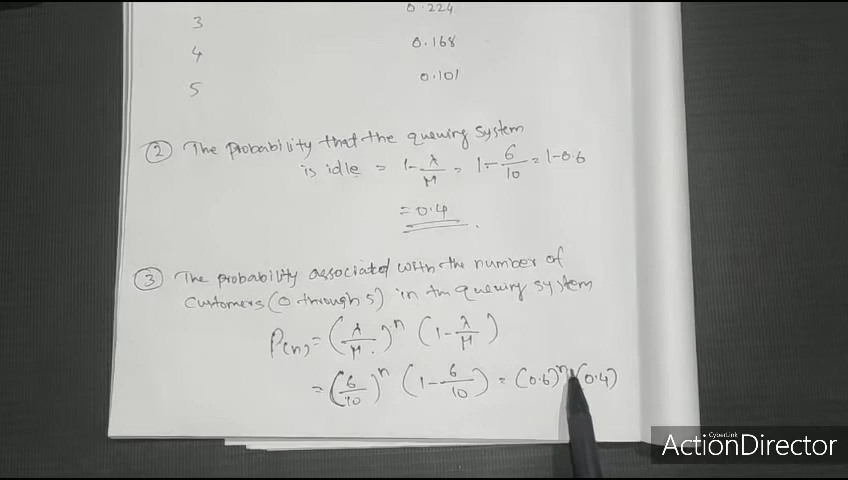 3 0.224
4 0.168
5 0.101
② The probability that the queuing system
is idle = 1-λ/μ = 1-6/10 = 1-0.6
= 0.4
③ The probability associated with the number of
customers (0 through 5) in the queuing system
P(n) = (λ/μ)ⁿ (1-λ/μ)
= (6/10)ⁿ (1-6/10) = (0.6)ⁿ (0.4)
CyberLink
ActionDirector